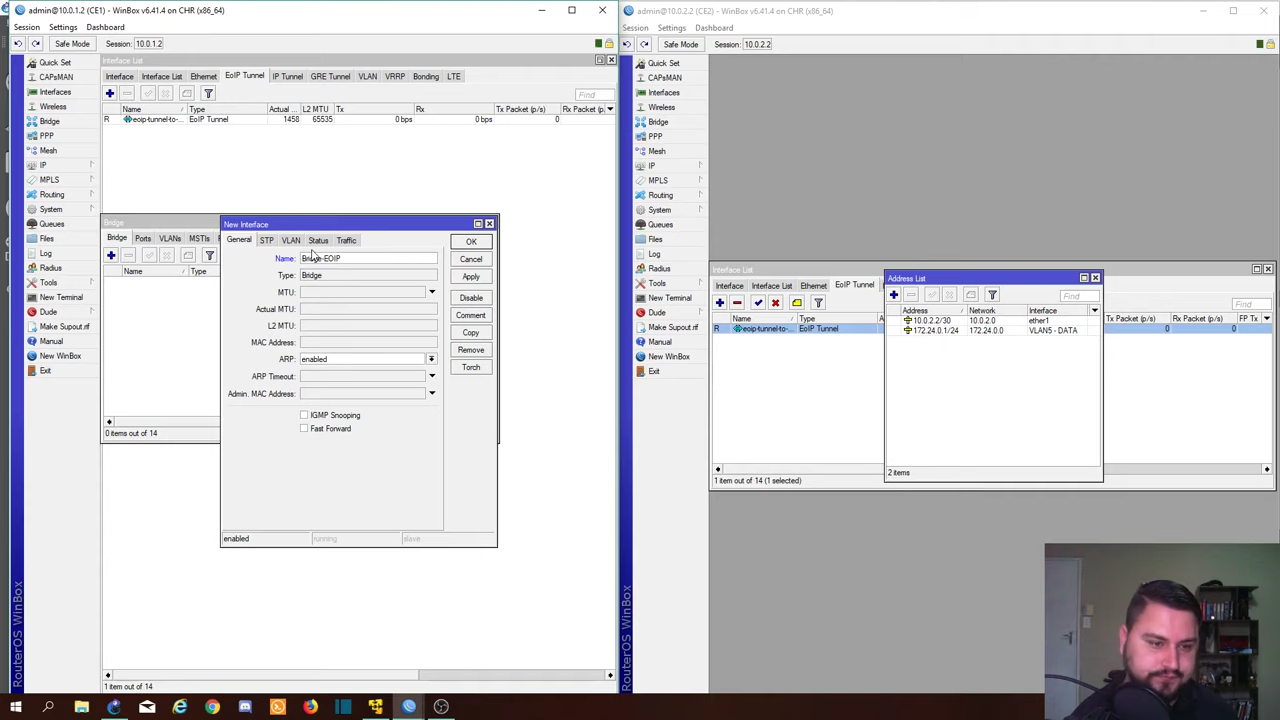 admin@10.0.1.2 (CE1) - WinBox v6.41.4 on CHR (x86_64)
Session Settings Dashboard
Safe Mode Session: 10.0.1.2
Quick Set
CAPsMAN
Interfaces
Wireless
Bridge
PPP
Mesh
IP
MPLS
Routing
System
Queues
Files
Log
Radius
Tools
New Terminal
Dude
Make Supout.rif
Manual
New WinBox
Exit
RouterOS WinBox
Interface List
Interface Interface List Ethernet EoIP Tunnel IP Tunnel GRE Tunnel VLAN VRRP Bonding LTE
Find
Name Type Actual ... L2 MTU Tx Rx Tx Packet (p/s) Rx Packet (p
R eoip-tunnel-to-... EoIP Tunnel 1458 65535 0 bps 0 bps 0
Bridge
Bridge Ports VLANs MSTIs
Name Type
0 items out of 14
New Interface
General STP VLAN Status Traffic
Name: Bridge-EOIP
Type: Bridge
MTU:
Actual MTU:
L2 MTU:
MAC Address:
ARP: enabled
ARP Timeout:
Admin. MAC Address:
IGMP Snooping
Fast Forward
OK
Cancel
Apply
Disable
Comment
Copy
Remove
Torch
enabled running slave
1 item out of 14
admin@10.0.2.2 (CE2) - WinBox v6.41.4 on CHR (x86_64)
Session Settings Dashboard
Safe Mode Session: 10.0.2.2
Quick Set
CAPsMAN
Interfaces
Wireless
Bridge
PPP
Mesh
IP
MPLS
Routing
System
Queues
Files
Log
Radius
Tools
New Terminal
Dude
Make Supout.rif
Manual
New WinBox
Exit
RouterOS WinBox
Interface List
Interface Interface List Ethernet EoIP Tunnel
Find
Name Type Tx Packet (p/s) FP Tx
R eoip-tunnel-to-... EoIP Tunnel 0 0
1 item out of 14 (1 selected)
Address List
Find
Address Network Interface
10.0.2.2/30 10.0.2.0 ether1
172.24.0.1/24 172.24.0.0 VLAN5 - DATA
2 items